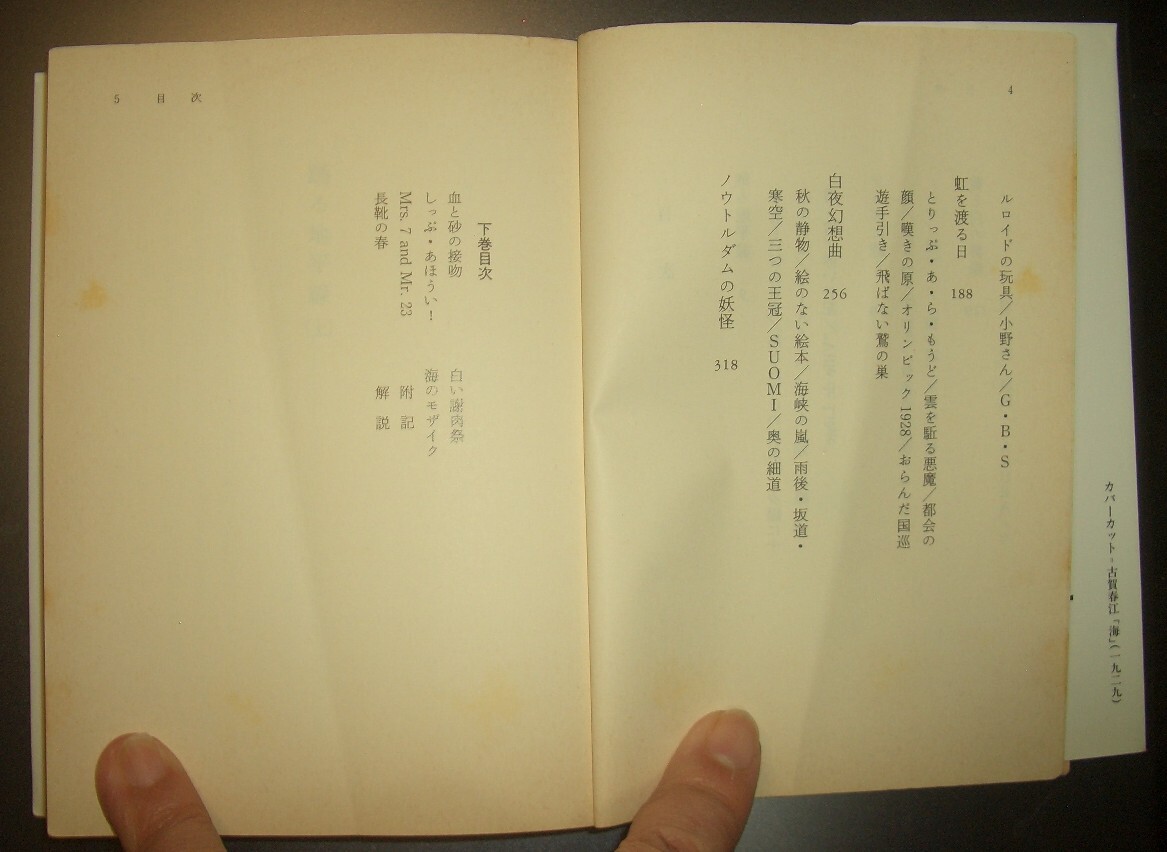 カバーカット＝古賀春江「海」(一九二九)
4
ルロイドの玩具／小野さん／G・B・S
虹を渡る日 188
とりっぷ・あ・ら・もうど／雲を駈る悪魔／都会の
顔／嘆きの原／オリンピック 1928／おらんだ国巡
遊手引き／飛ばない鷲の巣
白夜幻想曲 256
秋の静物／絵のない絵本／海峡の嵐／雨後・坂道・
寒空／三つの王冠／SUOMI／奥の細道
ノウトルダムの妖怪 318
5 目次
下巻目次
血と砂の接吻
しっぷ・あほうい！
Mrs. 7 and Mr. 23
長靴の春
白い謝肉祭
海のモザイク
附記
解説